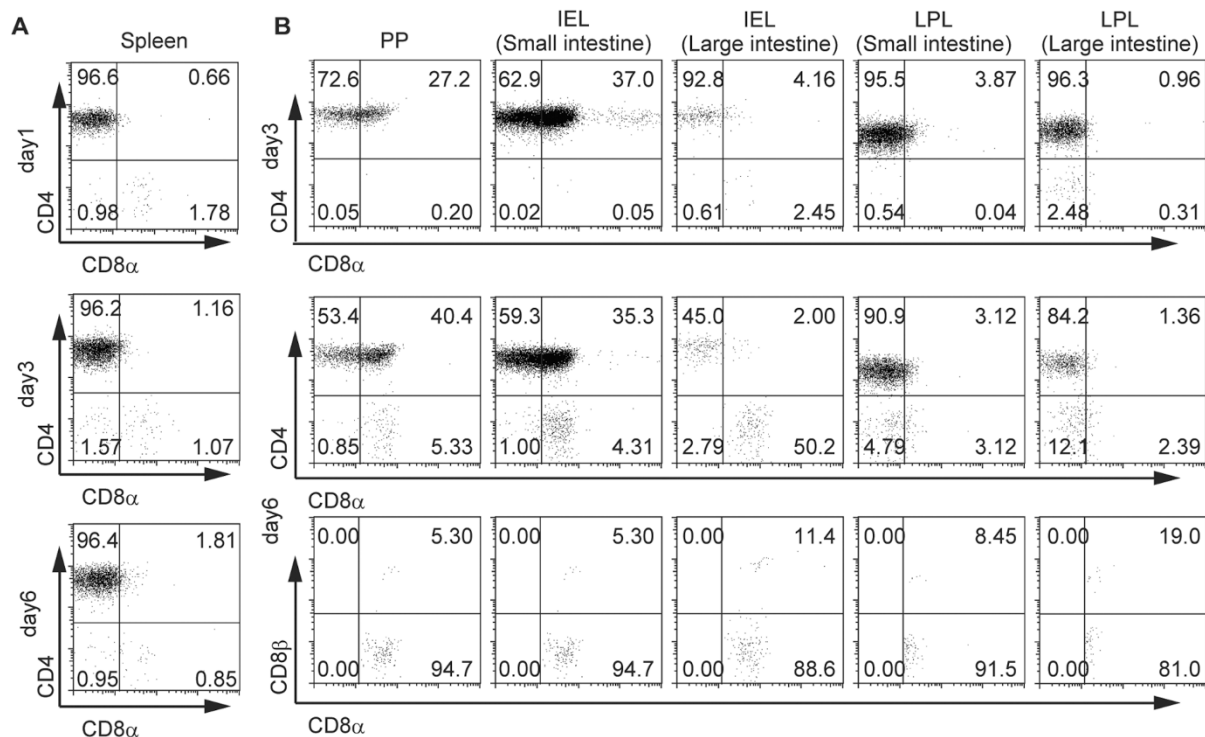 A
Spleen
96.6 0.66
0.98 1.78
day1
CD4
CD8α
96.2 1.16
1.57 1.07
day3
CD4
CD8α
96.4 1.81
0.95 0.85
day6
CD4
CD8α
B
PP
IEL
(Small intestine)
IEL
(Large intestine)
LPL
(Small intestine)
LPL
(Large intestine)
day3
CD4
72.6 27.2 62.9 37.0 92.8 4.16 95.5 3.87 96.3 0.96
0.05 0.20 0.02 0.05 0.61 2.45 0.54 0.04 2.48 0.31
CD8α
day6
CD4
53.4 40.4 59.3 35.3 45.0 2.00 90.9 3.12 84.2 1.36
0.85 5.33 1.00 4.31 2.79 50.2 4.79 3.12 12.1 2.39
CD8α
CD8β
0.00 5.30 0.00 5.30 0.00 11.4 0.00 8.45 0.00 19.0
0.00 94.7 0.00 94.7 0.00 88.6 0.00 91.5 0.00 81.0
CD8α